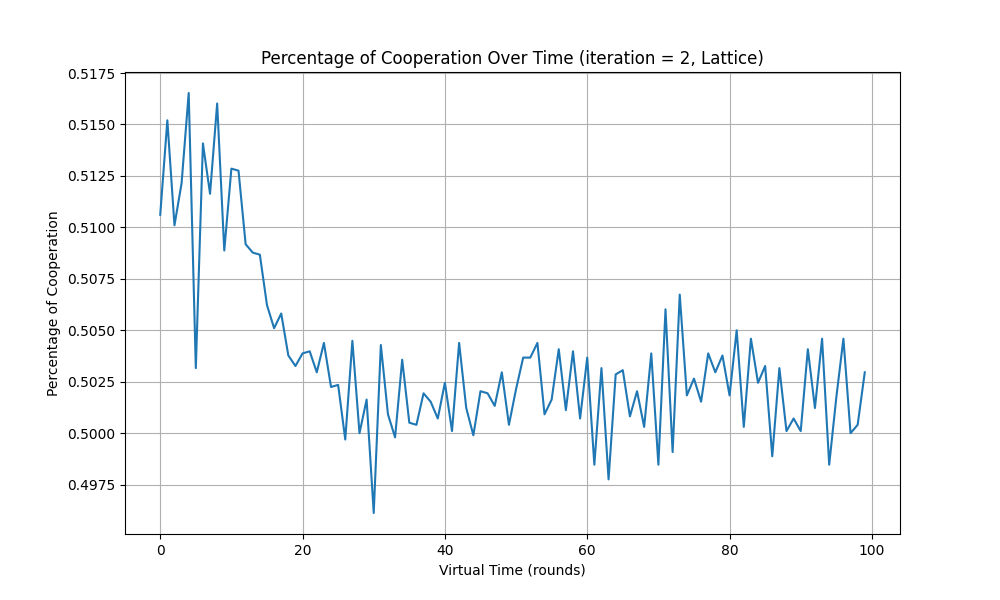 Percentage of Cooperation Over Time (iteration = 2, Lattice)
0.5175
0.5150
0.5125
0.5100
0.5075
0.5050
0.5025
0.5000
0.4975
Percentage of Cooperation
0 20 40 60 80 100
Virtual Time (rounds)